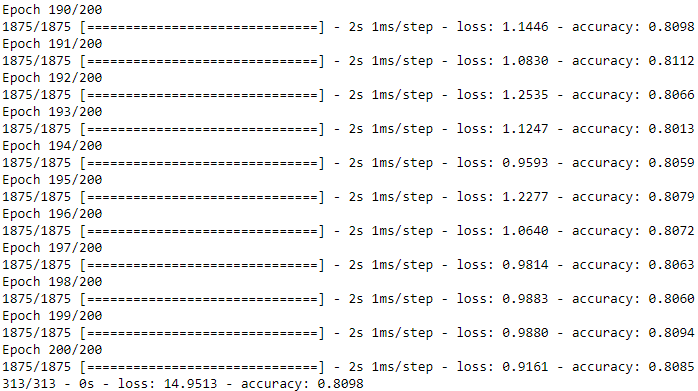 Epoch 190/200
1875/1875 [==============================] - 2s 1ms/step - loss: 1.1446 - accuracy: 0.8098
Epoch 191/200
1875/1875 [==============================] - 2s 1ms/step - loss: 1.0830 - accuracy: 0.8112
Epoch 192/200
1875/1875 [==============================] - 2s 1ms/step - loss: 1.2535 - accuracy: 0.8066
Epoch 193/200
1875/1875 [==============================] - 2s 1ms/step - loss: 1.1247 - accuracy: 0.8013
Epoch 194/200
1875/1875 [==============================] - 2s 1ms/step - loss: 0.9593 - accuracy: 0.8059
Epoch 195/200
1875/1875 [==============================] - 2s 1ms/step - loss: 1.2277 - accuracy: 0.8079
Epoch 196/200
1875/1875 [==============================] - 2s 1ms/step - loss: 1.0640 - accuracy: 0.8072
Epoch 197/200
1875/1875 [==============================] - 2s 1ms/step - loss: 0.9814 - accuracy: 0.8063
Epoch 198/200
1875/1875 [==============================] - 2s 1ms/step - loss: 0.9883 - accuracy: 0.8060
Epoch 199/200
1875/1875 [==============================] - 2s 1ms/step - loss: 0.9880 - accuracy: 0.8094
Epoch 200/200
1875/1875 [==============================] - 2s 1ms/step - loss: 0.9161 - accuracy: 0.8085
313/313 - 0s - loss: 14.9513 - accuracy: 0.8098